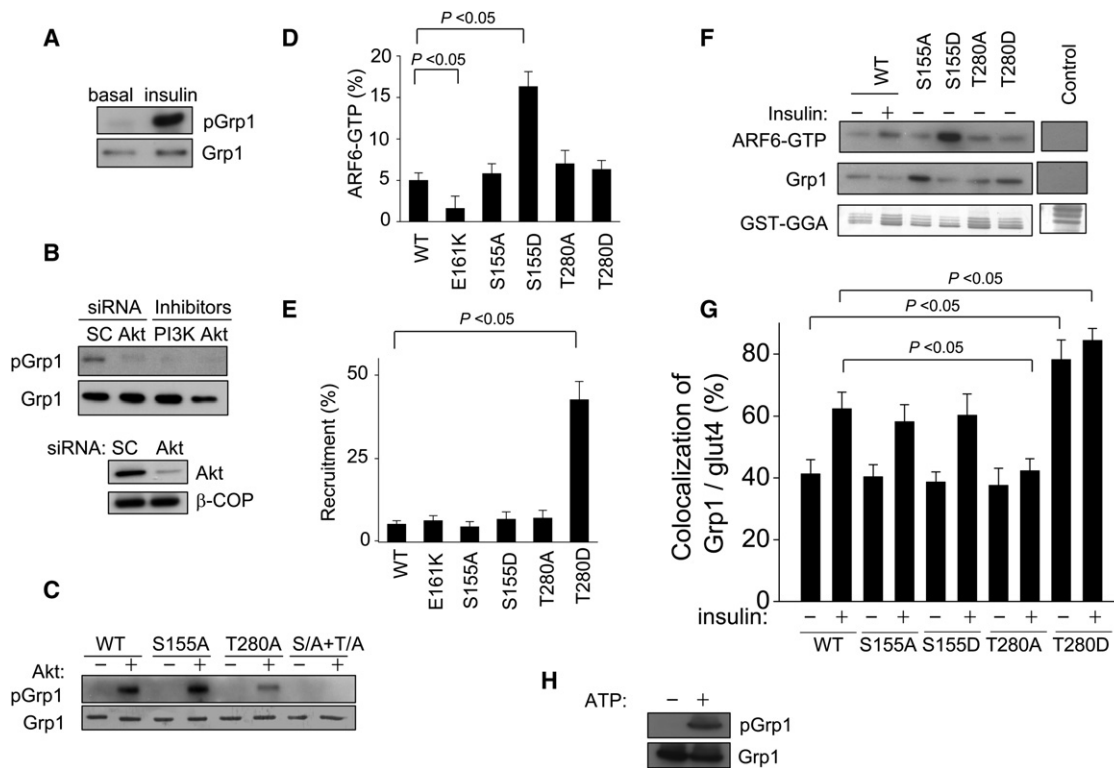 A
basal insulin
pGrp1
Grp1
B
siRNA Inhibitors
SC Akt PI3K Akt
pGrp1
Grp1
siRNA: SC Akt
Akt
β-COP
C
WT S155A T280A S/A+T/A
Akt: − + − + − + − +
pGrp1
Grp1
D
P <0.05
P <0.05
ARF6-GTP (%)
20
15
10
5
0
WT E161K S155A S155D T280A T280D
E
P <0.05
Recruitment (%)
50
25
0
WT E161K S155A S155D T280A T280D
F
WT S155A S155D T280A T280D Control
Insulin: − + − − − −
ARF6-GTP
Grp1
GST-GGA
G
P <0.05
P <0.05
P <0.05
Colocalization of
Grp1 / glut4 (%)
80
60
40
20
0
insulin: − + − + − + − + − +
WT S155A S155D T280A T280D
H
ATP: − +
pGrp1
Grp1